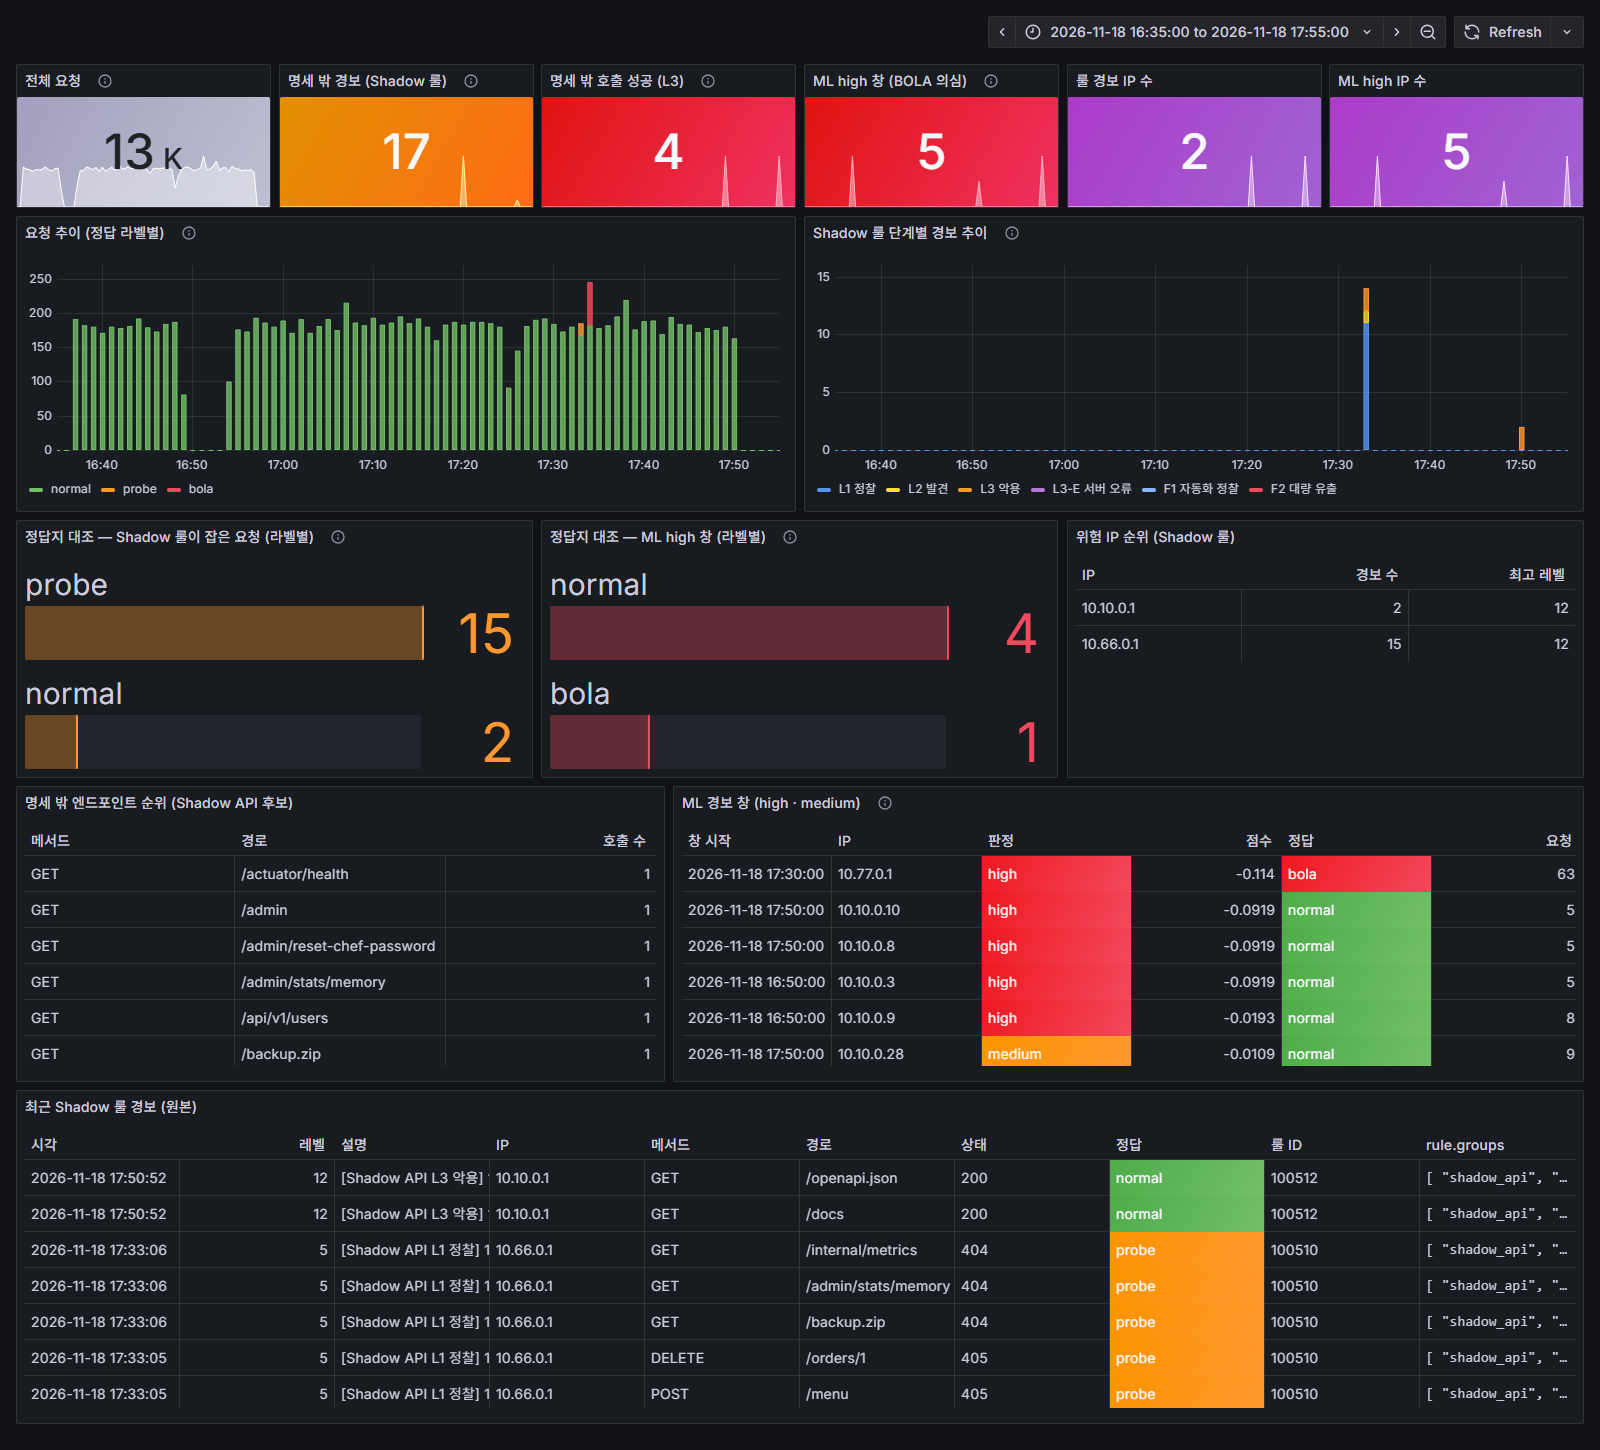 2026-11-18 16:35:00 to 2026-11-18 17:55:00 Refresh
전체 요청
13 K
명세 밖 경보 (Shadow 룰)
17
명세 밖 호출 성공 (L3)
4
ML high 창 (BOLA 의심)
5
룰 경보 IP 수
2
ML high IP 수
5
요청 추이 (정답 라벨별)
250
200
150
100
50
0
16:40 16:50 17:00 17:10 17:20 17:30 17:40 17:50
normal probe bola
Shadow 룰 단계별 경보 추이
15
10
5
0
16:40 16:50 17:00 17:10 17:20 17:30 17:40 17:50
L1 정찰 L2 발견 L3 악용 L3-E 서버 오류 F1 자동화 정찰 F2 대량 유출
정답지 대조 — Shadow 룰이 잡은 요청 (라벨별)
probe
15
normal
2
정답지 대조 — ML high 창 (라벨별)
normal
4
bola
1
위험 IP 순위 (Shadow 룰)
IP 경보 수 최고 레벨
10.10.0.1 2 12
10.66.0.1 15 12
명세 밖 엔드포인트 순위 (Shadow API 후보)
메서드 경로 호출 수
GET /actuator/health 1
GET /admin 1
GET /admin/reset-chef-password 1
GET /admin/stats/memory 1
GET /api/v1/users 1
GET /backup.zip 1
ML 경보 창 (high · medium)
창 시작 IP 판정 점수 정답 요청
2026-11-18 17:30:00 10.77.0.1 high -0.114 bola 63
2026-11-18 17:50:00 10.10.0.10 high -0.0919 normal 5
2026-11-18 17:50:00 10.10.0.8 high -0.0919 normal 5
2026-11-18 16:50:00 10.10.0.3 high -0.0919 normal 5
2026-11-18 16:50:00 10.10.0.9 high -0.0193 normal 8
2026-11-18 17:50:00 10.10.0.28 medium -0.0109 normal 9
최근 Shadow 룰 경보 (원본)
시각 레벨 설명 IP 메서드 경로 상태 정답 룰 ID rule.groups
2026-11-18 17:50:52 12 [Shadow API L3 악용] 10.10.0.1 GET /openapi.json 200 normal 100512 [ "shadow_api", "…
2026-11-18 17:50:52 12 [Shadow API L3 악용] 10.10.0.1 GET /docs 200 normal 100512 [ "shadow_api", "…
2026-11-18 17:33:06 5 [Shadow API L1 정찰] 1 10.66.0.1 GET /internal/metrics 404 probe 100510 [ "shadow_api", "…
2026-11-18 17:33:06 5 [Shadow API L1 정찰] 1 10.66.0.1 GET /admin/stats/memory 404 probe 100510 [ "shadow_api", "…
2026-11-18 17:33:06 5 [Shadow API L1 정찰] 1 10.66.0.1 GET /backup.zip 404 probe 100510 [ "shadow_api", "…
2026-11-18 17:33:05 5 [Shadow API L1 정찰] 1 10.66.0.1 DELETE /orders/1 405 probe 100510 [ "shadow_api", "…
2026-11-18 17:33:05 5 [Shadow API L1 정찰] 1 10.66.0.1 POST /menu 405 probe 100510 [ "shadow_api", "…